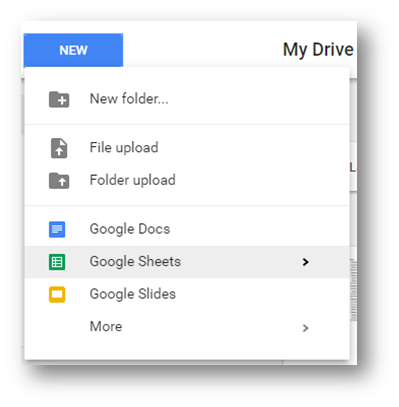 NEW
My Drive
New folder...
File upload
Folder upload
L
Google Docs
Google Sheets
Google Slides
More